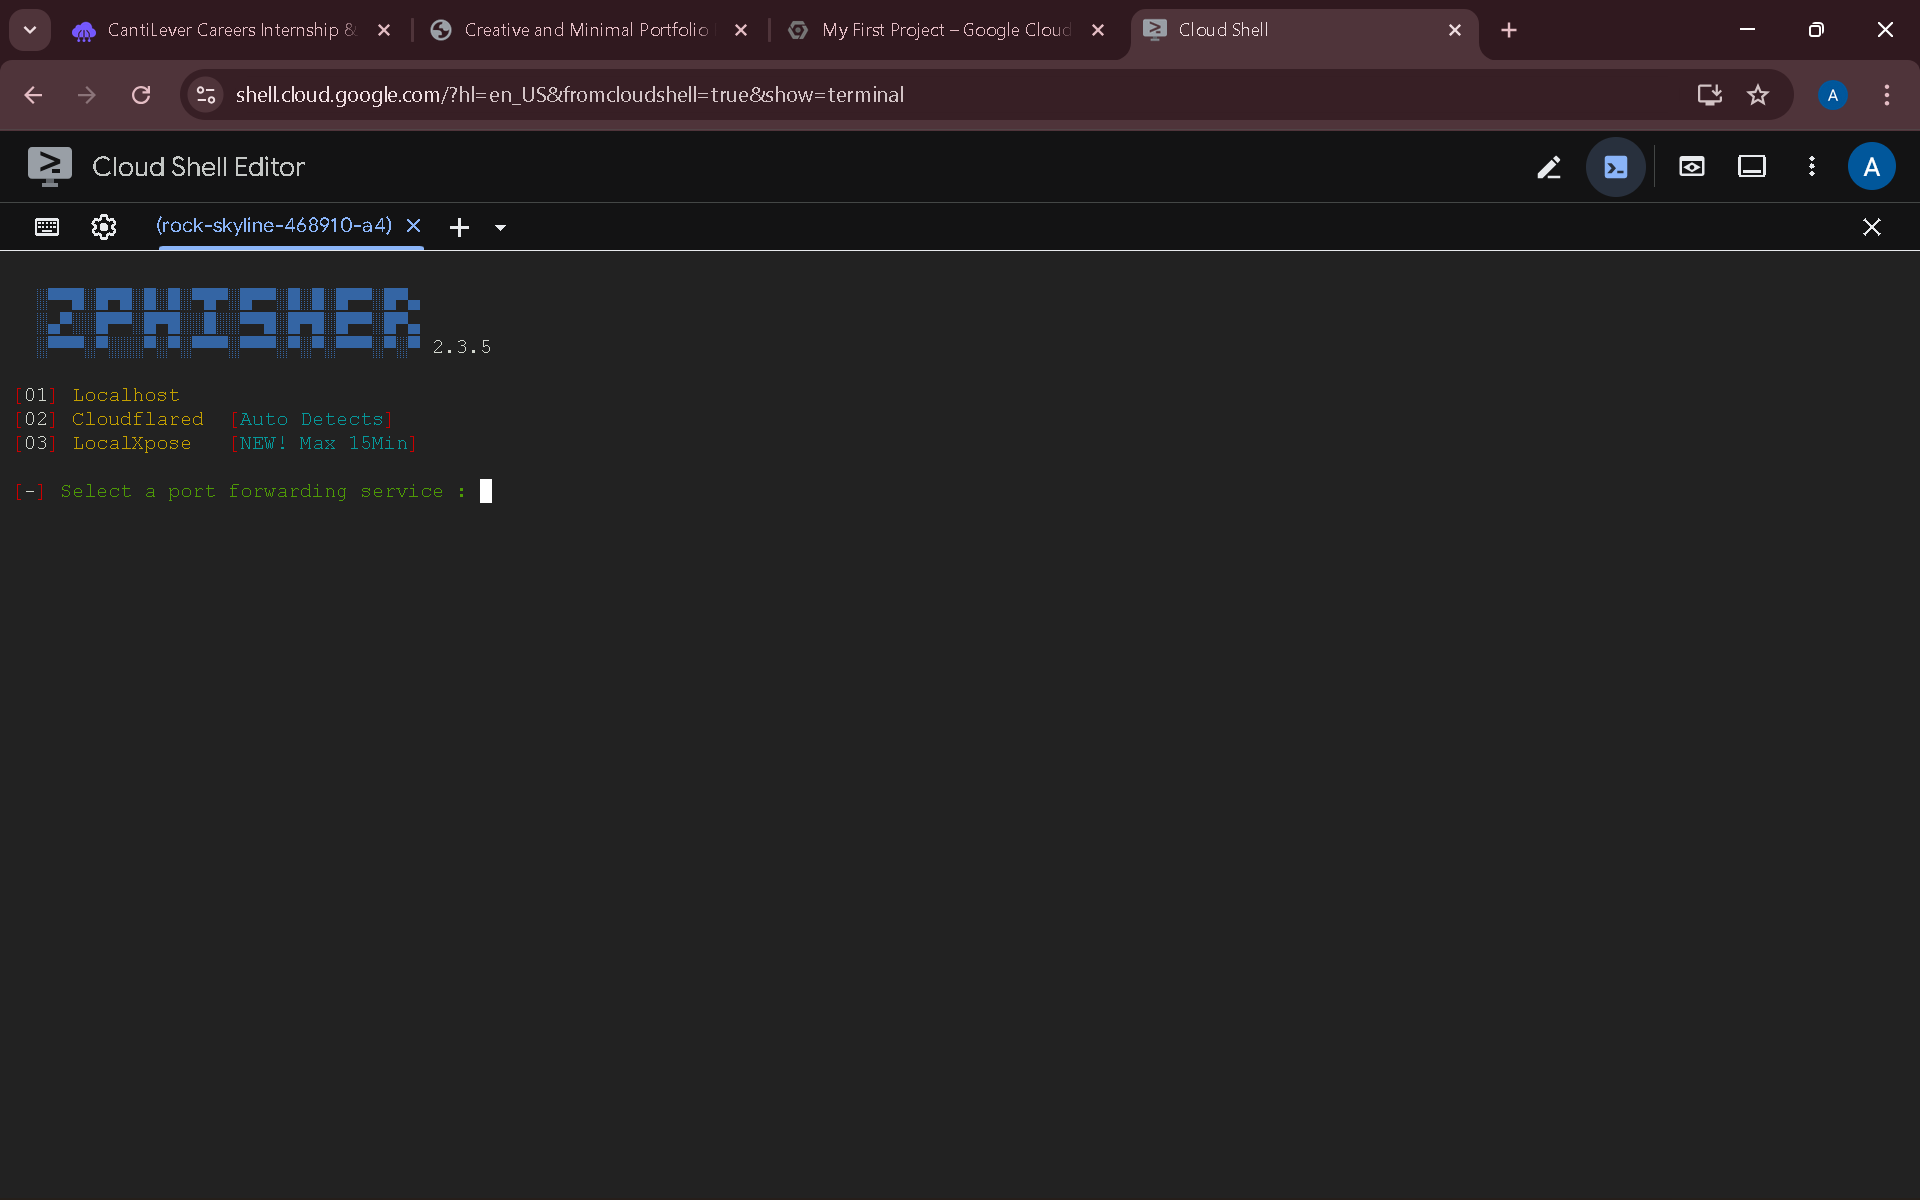 CantiLever Careers Internship &
Creative and Minimal Portfolio
My First Project – Google Cloud
Cloud Shell
shell.cloud.google.com/?hl=en_US&fromcloudshell=true&show=terminal
A
Cloud Shell Editor
A
(rock-skyline-468910-a4)
ZPHISHER 2.3.5
[01] Localhost
[02] Cloudflared [Auto Detects]
[03] LocalXpose [NEW! Max 15Min]
[-] Select a port forwarding service :